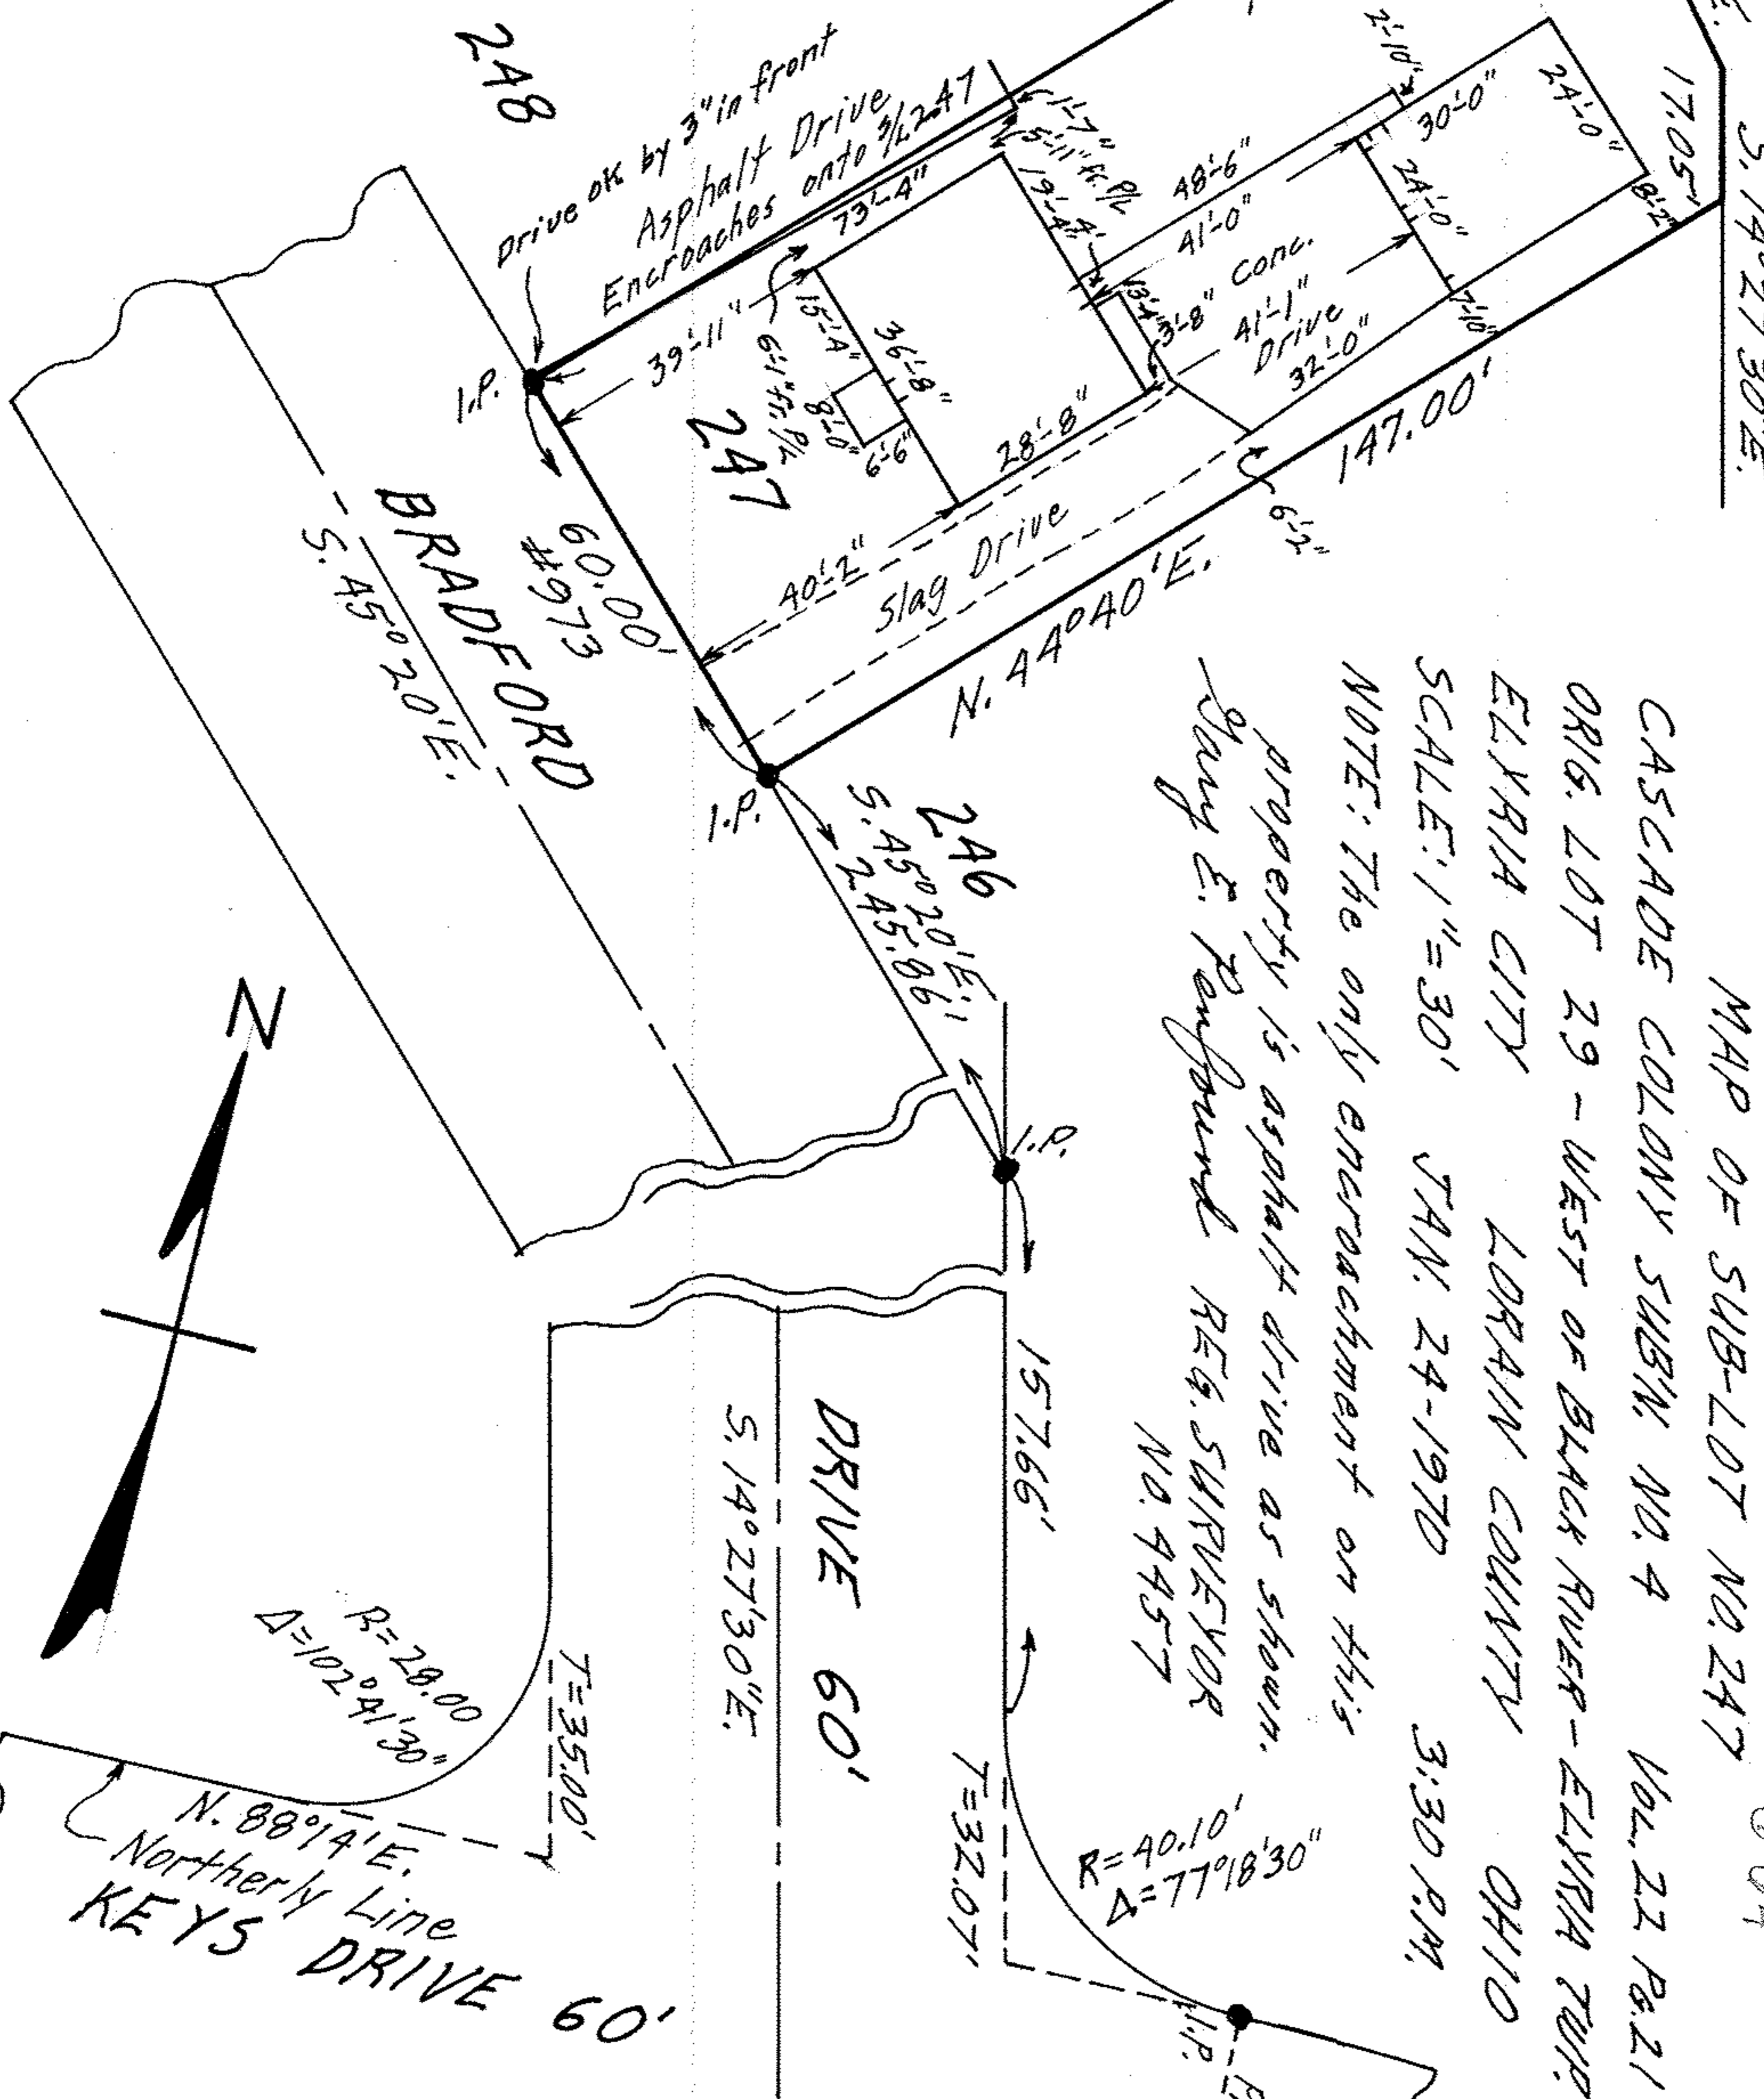 MAP OF SUB-LOT NO. 247
CASCADE COLONY SUB'N. NO. 4 VOL. 22 PG. 21
ORIG. LOT 29 - WEST OF BLACK RIVER - ELYRIA TWP.
ELYRIA CITY LORAIN COUNTY OHIO
SCALE: 1"=30' JAN. 24-1970 3:30 P.M.
NOTE: The only encroachment on this
property is asphalt drive as shown.
REG. SURVEYOR
NO. 4457
S. 14°27'30"E.
17.05'
24'-0"
8'-2"
30'-0"
2'-10"
24'-0"
7'-10"
48'-6"
41'-0"
Conc.
41'-1"
Drive
32'-0"
147.00'
N. 44°40'E.
1'-7"
5'-11" fr. P/L
19'-4"
4'
13'-4"
3'-8"
6'-2"
248
Drive OK by 3" in front
Asphalt Drive
Encroaches onto S/L 247
73'-4"
39'-11"
15'-4"
36'-8"
6'-1" fr. P/L
8'-0"
6'-6"
28'-8"
247
40'-2"
Slag Drive
I.P.
60.00'
#973
BRADFORD
S. 45°20'E.
I.P.
246
S. 45°20'E.
245.86'
I.P.
157.66'
DRIVE 60'
S. 14°27'30"E.
N
R=28.00
Δ=102°41'30"
T=35.00'
T=32.07'
R=40.10'
Δ=77°18'30"
I.P.
N. 88°14'E.
Northerly Line
KEYS DRIVE 60'